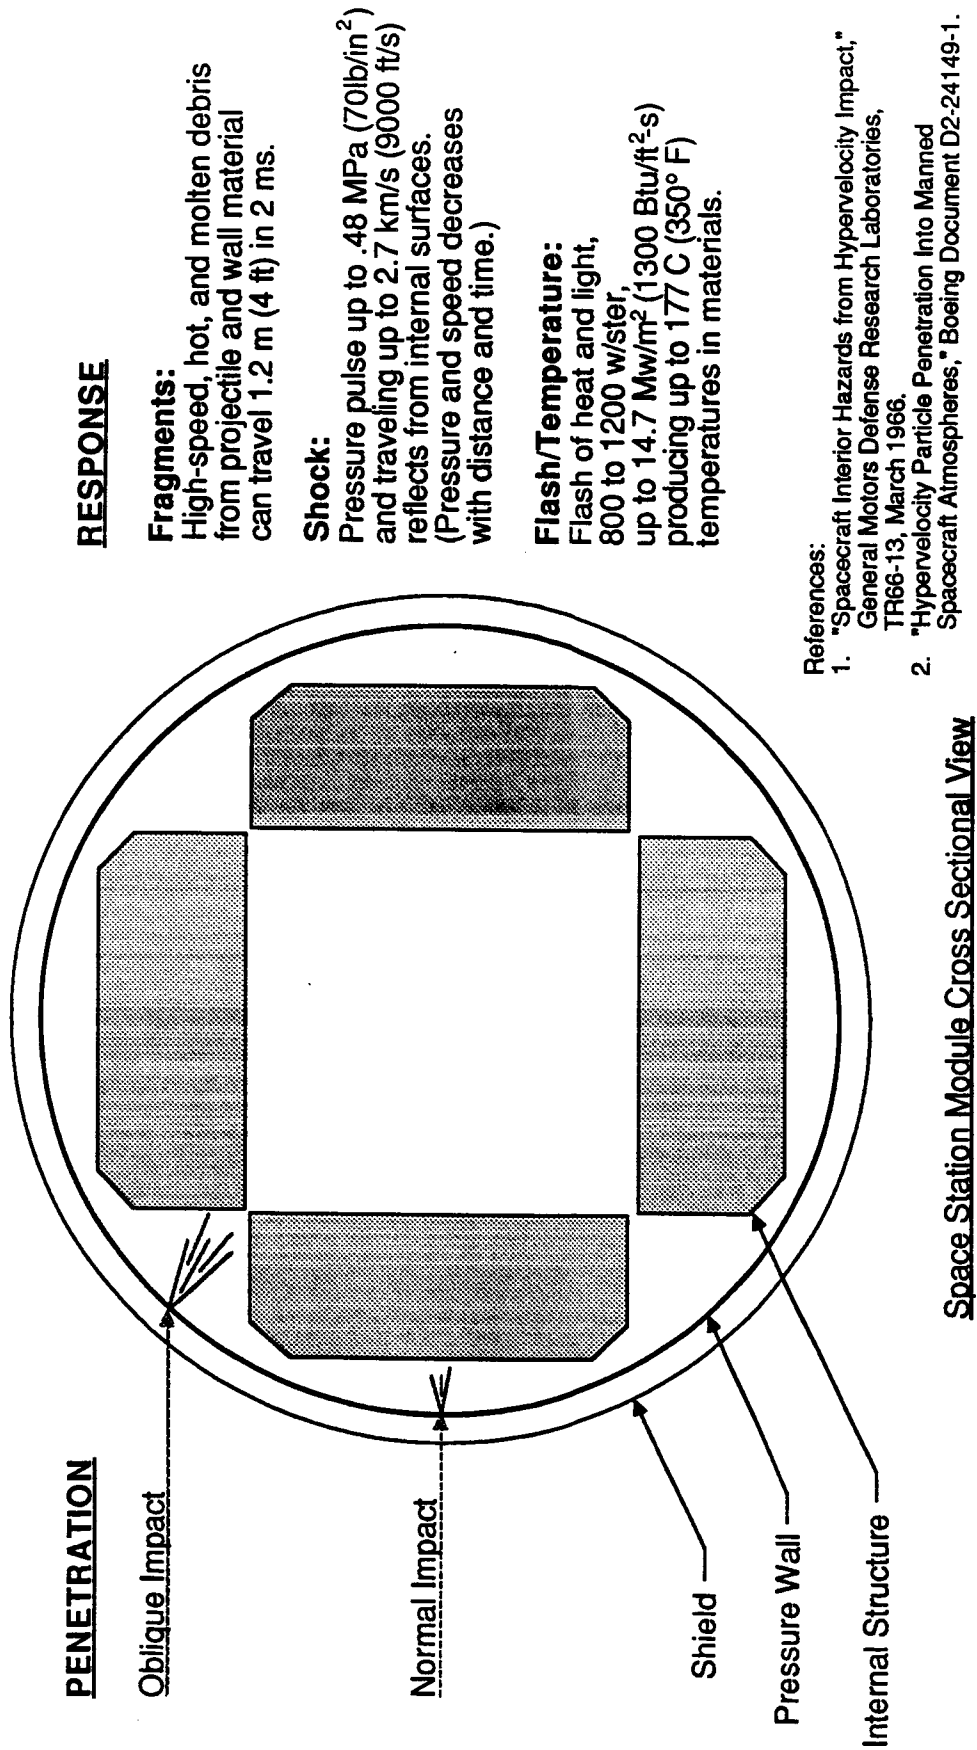 PENETRATION
Oblique Impact
Normal Impact
Shield
Pressure Wall
Internal Structure
RESPONSE
Fragments:
High-speed, hot, and molten debris
from projectile and wall material
can travel 1.2 m (4 ft) in 2 ms.
Shock:
Pressure pulse up to .48 MPa (70lb/in²)
and traveling up to 2.7 km/s (9000 ft/s)
reflects from internal surfaces.
(Pressure and speed decreases
with distance and time.)
Flash/Temperature:
Flash of heat and light,
800 to 1200 w/ster,
up to 14.7 Mw/m² (1300 Btu/ft²-s)
producing up to 177 C (350° F)
temperatures in materials.
References:
1. "Spacecraft Interior Hazards from Hypervelocity Impact,"
General Motors Defense Research Laboratories,
TR66-13, March 1966.
2. "Hypervelocity Particle Penetration Into Manned
Spacecraft Atmospheres," Boeing Document D2-24149-1.
Space Station Module Cross Sectional View